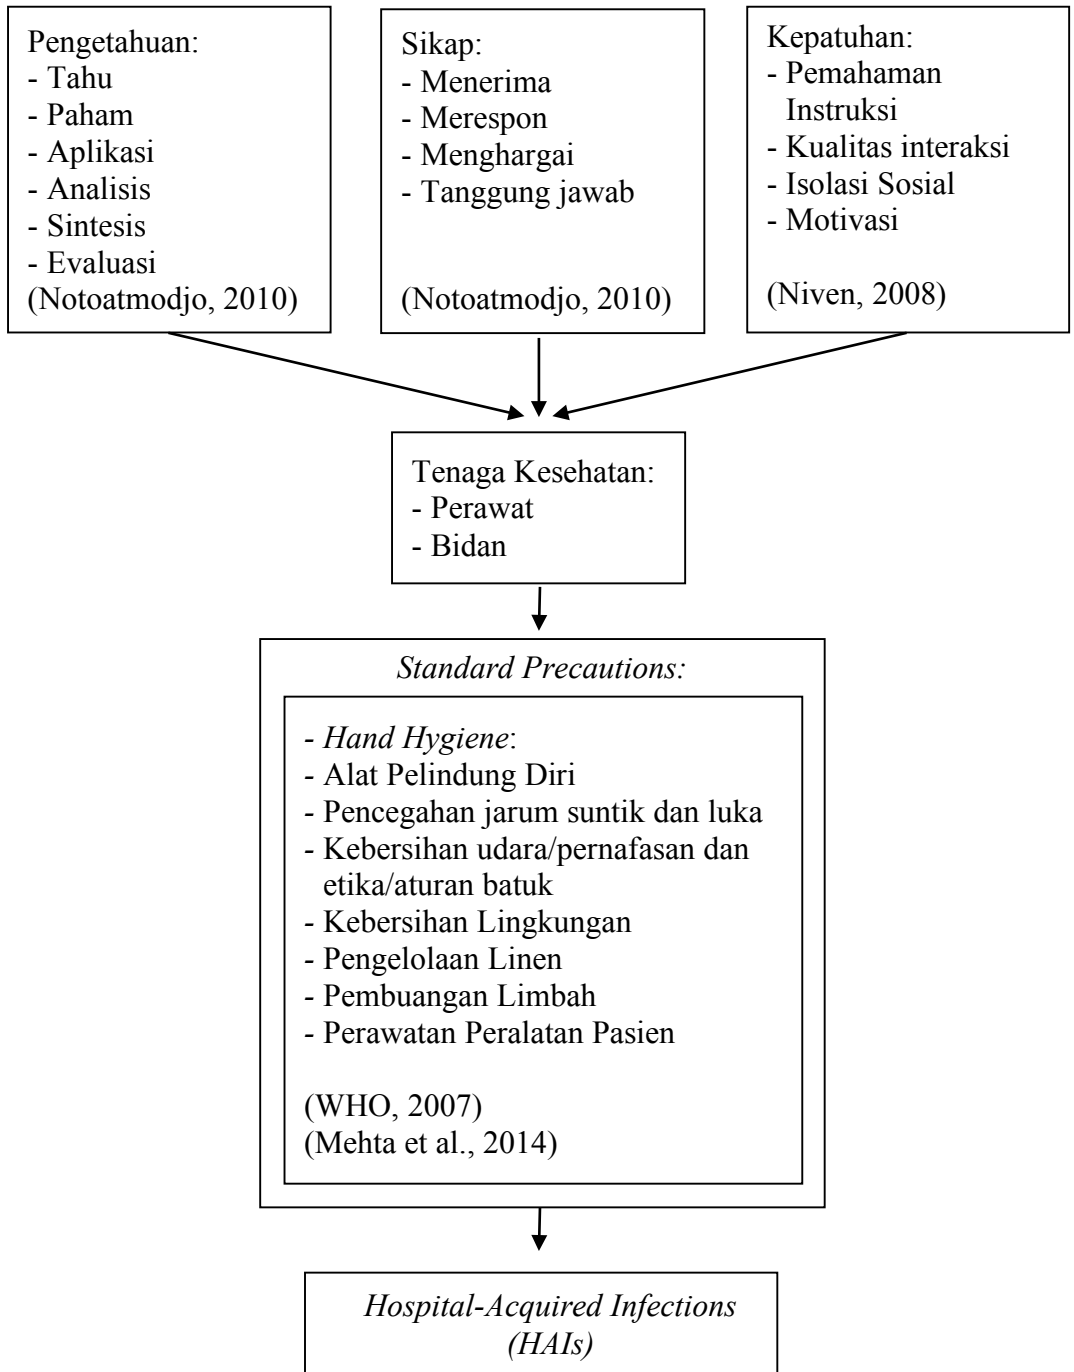 Pengetahuan:
- Tahu
- Paham
- Aplikasi
- Analisis
- Sintesis
- Evaluasi
(Notoatmodjo, 2010)
Sikap:
- Menerima
- Merespon
- Menghargai
- Tanggung jawab
(Notoatmodjo, 2010)
Kepatuhan:
- Pemahaman
Instruksi
- Kualitas interaksi
- Isolasi Sosial
- Motivasi
(Niven, 2008)
Tenaga Kesehatan:
- Perawat
- Bidan
Standard Precautions:
- Hand Hygiene:
- Alat Pelindung Diri
- Pencegahan jarum suntik dan luka
- Kebersihan udara/pernafasan dan
etika/aturan batuk
- Kebersihan Lingkungan
- Pengelolaan Linen
- Pembuangan Limbah
- Perawatan Peralatan Pasien
(WHO, 2007)
(Mehta et al., 2014)
Hospital-Acquired Infections
(HAIs)